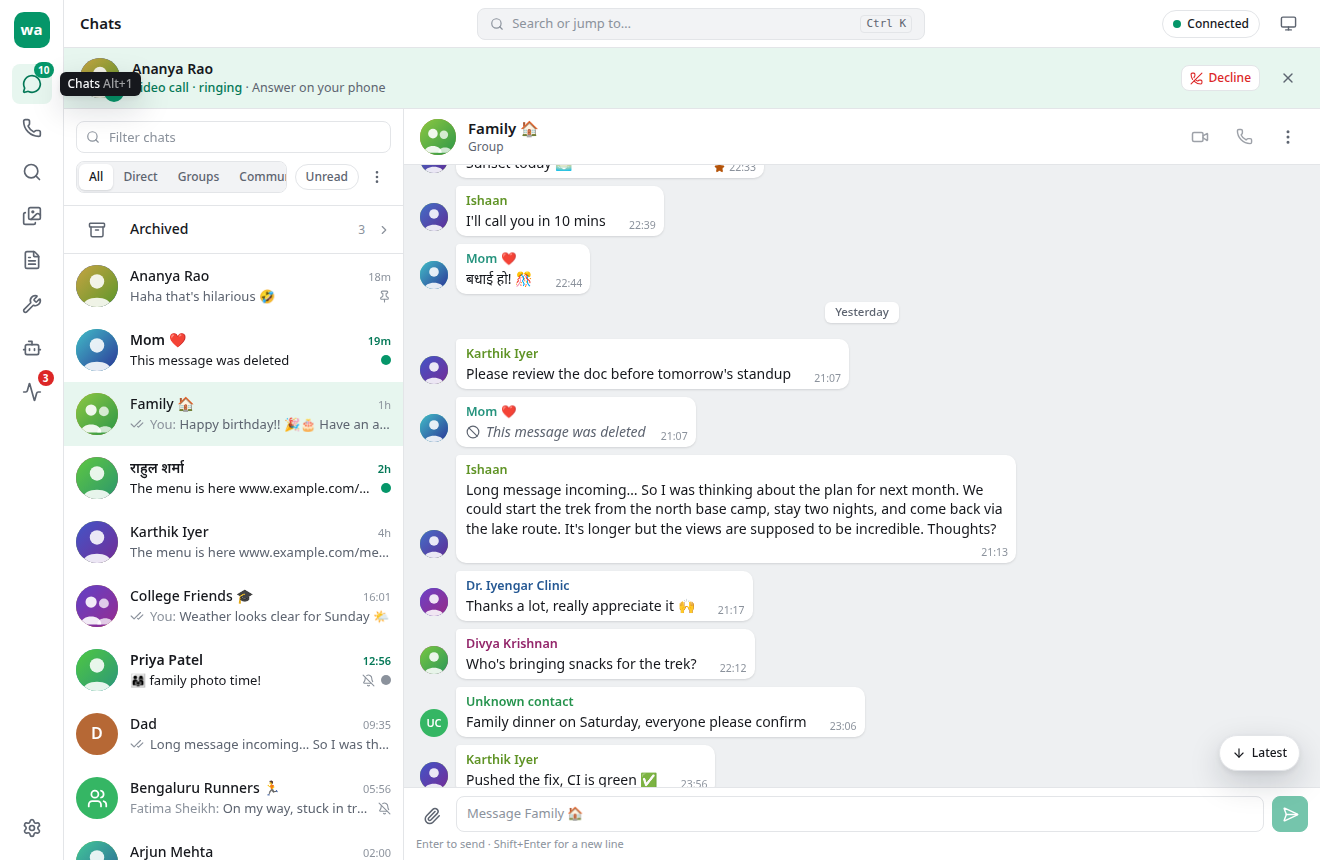 wa
Chats
Search or jump to...
Ctrl K
Connected
10
Chats Alt+1
Ananya Rao
ideo call · ringing · Answer on your phone
Decline
Filter chats
All
Direct
Groups
Commu
Unread
Archived
3
Ananya Rao
18m
Haha that's hilarious 🤣
Mom ❤️
19m
This message was deleted
3
Family 🏠
1h
You: Happy birthday!! 🎉🎂 Have an a...
राहुल शर्मा
2h
The menu is here www.example.com/...
Karthik Iyer
4h
The menu is here www.example.com/me...
College Friends 🎓
16:01
You: Weather looks clear for Sunday 🌤️
Priya Patel
12:56
👨‍👩‍👧 family photo time!
D
Dad
09:35
Long message incoming... So I was th...
Bengaluru Runners 🏃
05:56
Fatima Sheikh: On my way, stuck in tr...
Arjun Mehta
02:00
Family 🏠
Group
Sunset today 🌅
22:33
Ishaan
I'll call you in 10 mins
22:39
Mom ❤️
बधाई हो! 🎊
22:44
Yesterday
Karthik Iyer
Please review the doc before tomorrow's standup
21:07
Mom ❤️
This message was deleted
21:07
Ishaan
Long message incoming... So I was thinking about the plan for next month. We
could start the trek from the north base camp, stay two nights, and come back via
the lake route. It's longer but the views are supposed to be incredible. Thoughts?
21:13
Dr. Iyengar Clinic
Thanks a lot, really appreciate it 🙌
21:17
Divya Krishnan
Who's bringing snacks for the trek?
22:12
UC
Unknown contact
Family dinner on Saturday, everyone please confirm
23:06
Karthik Iyer
Pushed the fix, CI is green ✅
23:56
Latest
Message Family 🏠
Enter to send · Shift+Enter for a new line